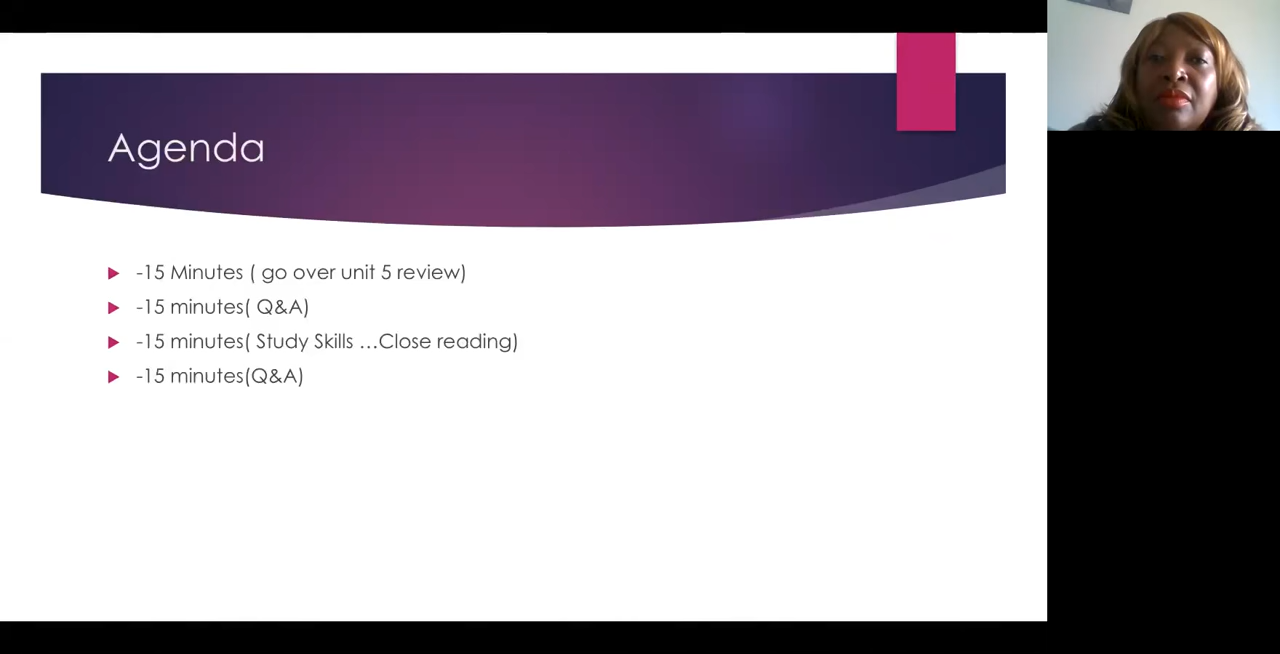 Agenda
-15 Minutes ( go over unit 5 review)
-15 minutes( Q&A)
-15 minutes( Study Skills …Close reading)
-15 minutes(Q&A)